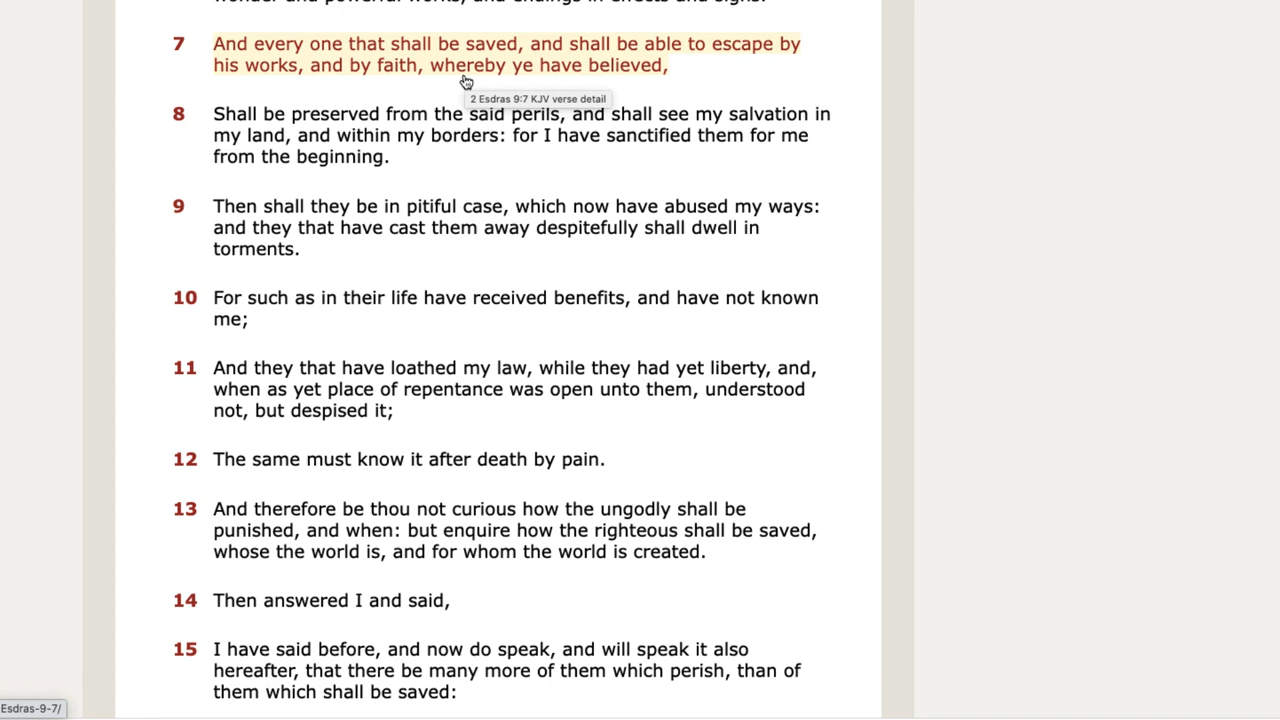 wonder and powerful works, and endings in effects and signs.
7 And every one that shall be saved, and shall be able to escape by
his works, and by faith, whereby ye have believed,
2 Esdras 9:7 KJV verse detail
8 Shall be preserved from the said perils, and shall see my salvation in
my land, and within my borders: for I have sanctified them for me
from the beginning.
9 Then shall they be in pitiful case, which now have abused my ways:
and they that have cast them away despitefully shall dwell in
torments.
10 For such as in their life have received benefits, and have not known
me;
11 And they that have loathed my law, while they had yet liberty, and,
when as yet place of repentance was open unto them, understood
not, but despised it;
12 The same must know it after death by pain.
13 And therefore be thou not curious how the ungodly shall be
punished, and when: but enquire how the righteous shall be saved,
whose the world is, and for whom the world is created.
14 Then answered I and said,
15 I have said before, and now do speak, and will speak it also
hereafter, that there be many more of them which perish, than of
them which shall be saved:
Esdras-9-7/